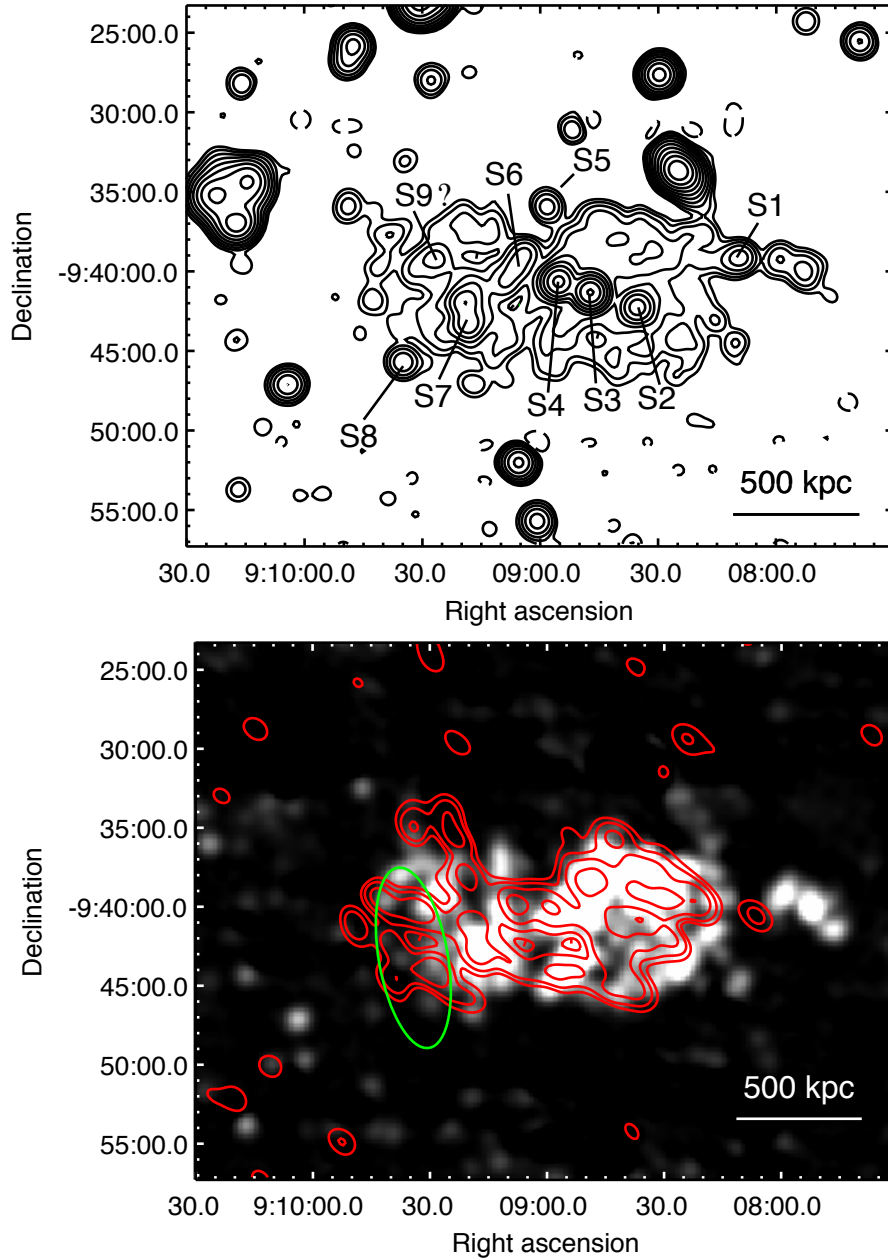 25:00.0
30:00.0
35:00.0
-9:40:00.0
45:00.0
50:00.0
55:00.0
Declination
S9?
S6
S5
S1
S8
S7
S4
S3
S2
500 kpc
30.0
9:10:00.0
30.0
09:00.0
30.0
08:00.0
Right ascension
25:00.0
30:00.0
35:00.0
-9:40:00.0
45:00.0
50:00.0
55:00.0
Declination
500 kpc
30.0
9:10:00.0
30.0
09:00.0
30.0
08:00.0
Right ascension